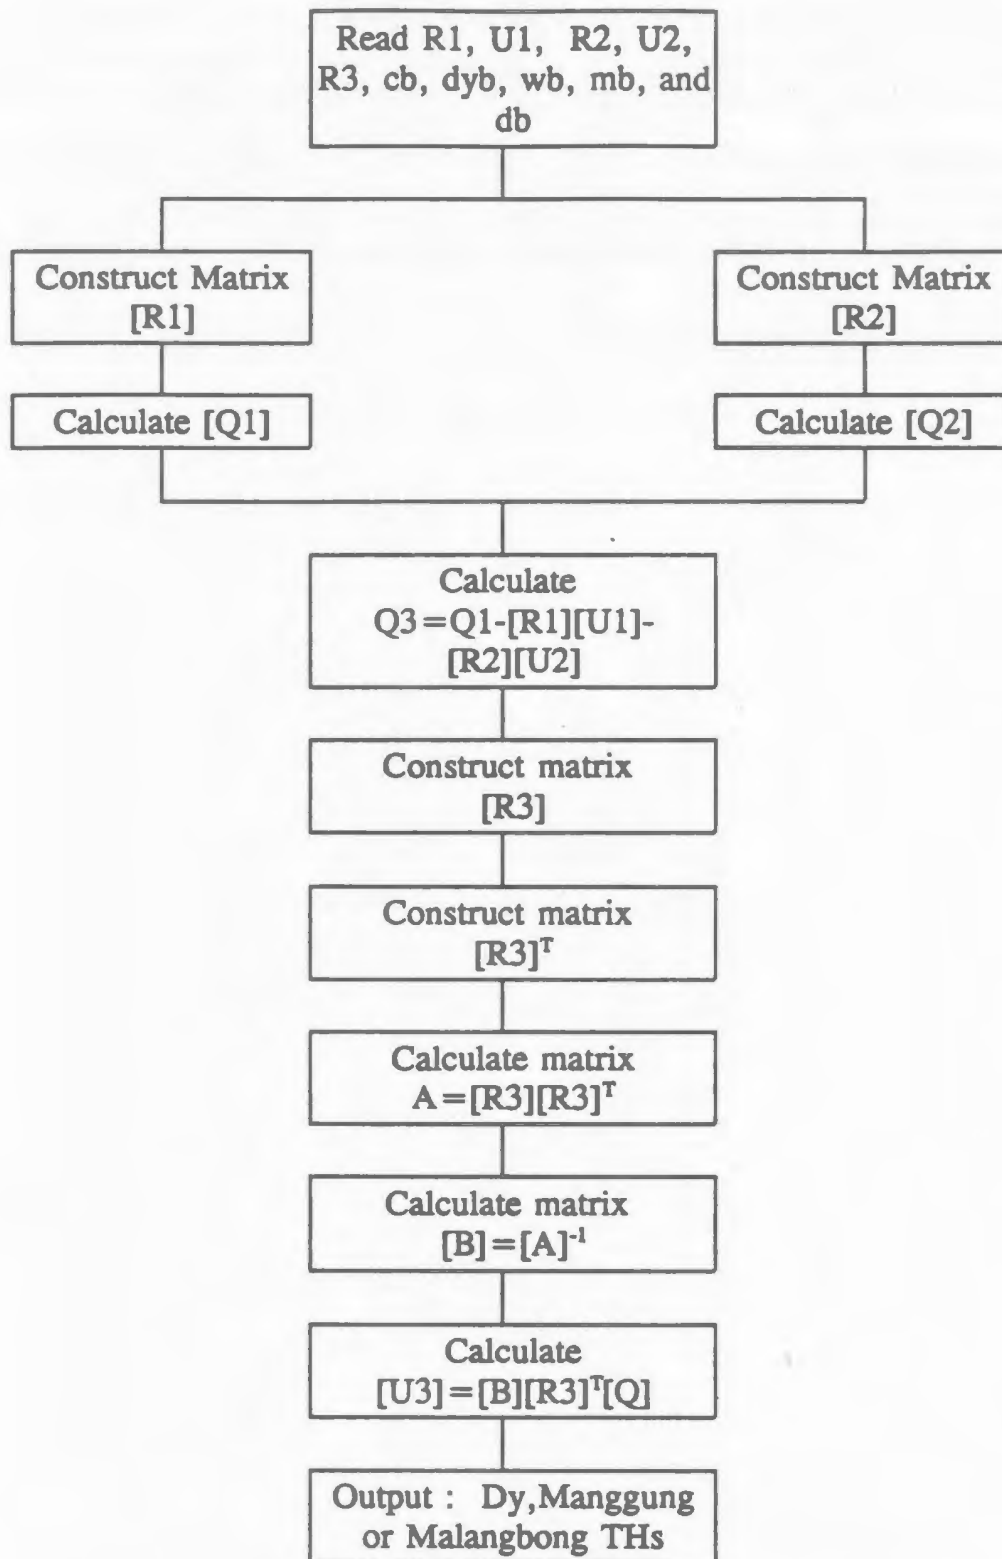 Read R1, U1, R2, U2,
R3, cb, dyb, wb, mb, and
db
Construct Matrix
[R1]
Construct Matrix
[R2]
Calculate [Q1]
Calculate [Q2]
Calculate
Q3=Q1-[R1][U1]-
[R2][U2]
Construct matrix
[R3]
Construct matrix
[R3]ᵀ
Calculate matrix
A=[R3][R3]ᵀ
Calculate matrix
[B]=[A]⁻¹
Calculate
[U3]=[B][R3]ᵀ[Q]
Output : Dy,Manggung
or Malangbong THs